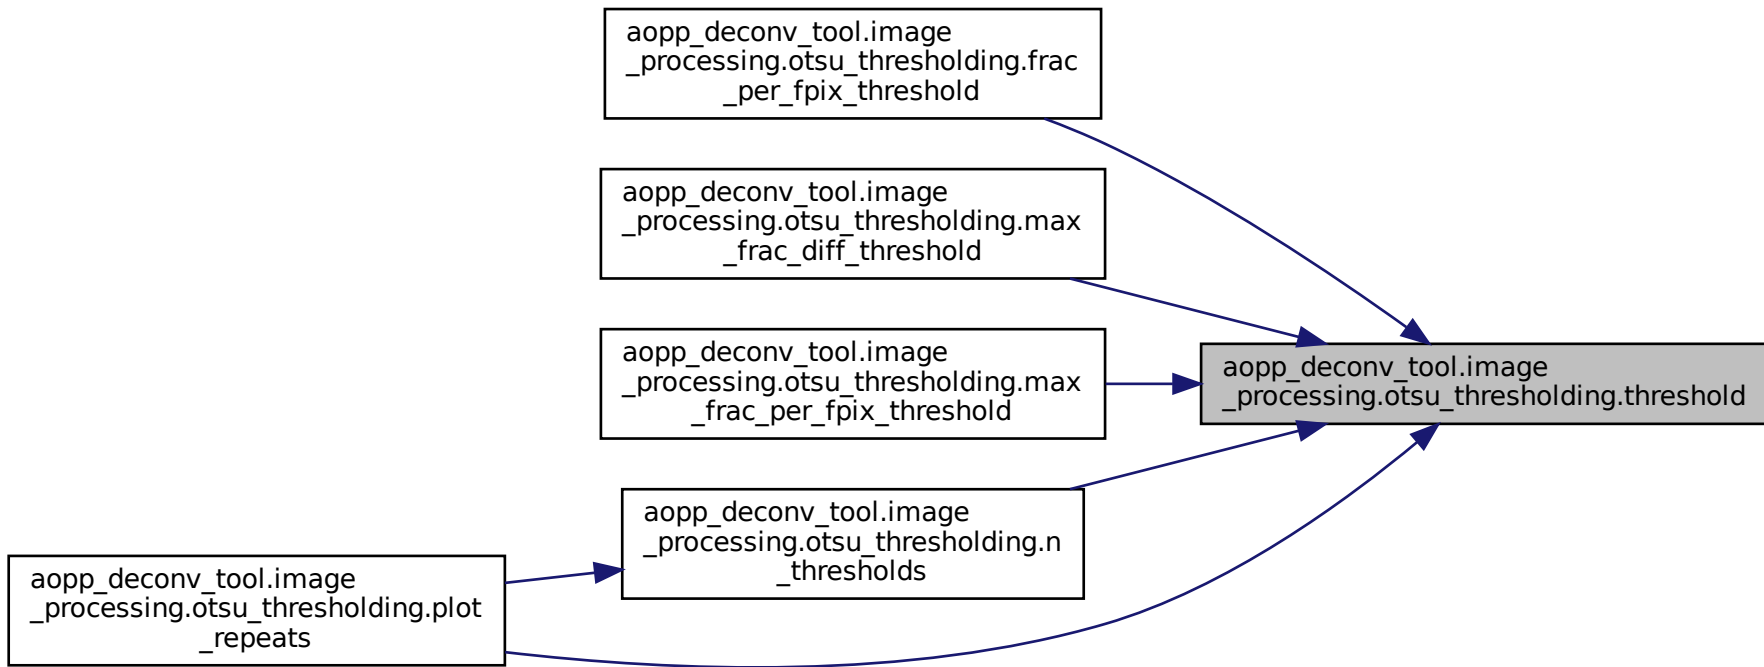 aopp_deconv_tool.image
_processing.otsu_thresholding.frac
_per_fpix_threshold
aopp_deconv_tool.image
_processing.otsu_thresholding.max
_frac_diff_threshold
aopp_deconv_tool.image
_processing.otsu_thresholding.max
_frac_per_fpix_threshold
aopp_deconv_tool.image
_processing.otsu_thresholding.threshold
aopp_deconv_tool.image
_processing.otsu_thresholding.n
_thresholds
aopp_deconv_tool.image
_processing.otsu_thresholding.plot
_repeats